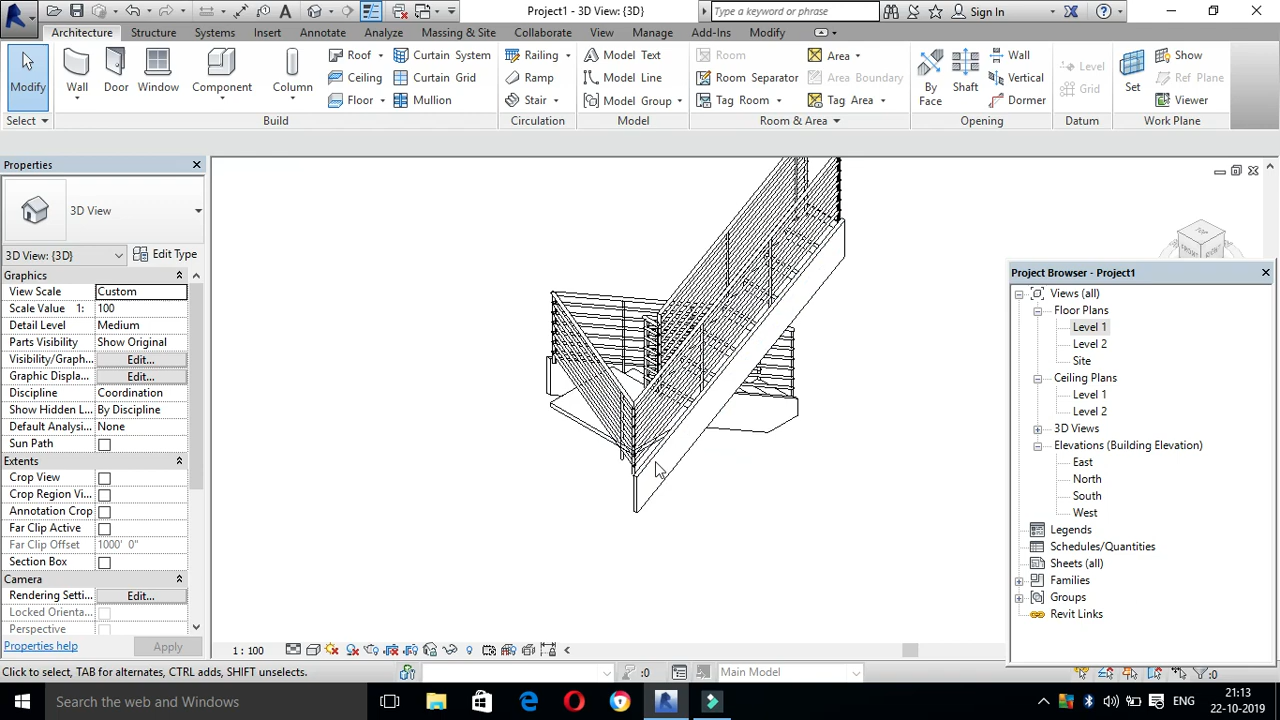 Project1 - 3D View: {3D}
Type a keyword or phrase
Sign In
Architecture Structure Systems Insert Annotate Analyze Massing & Site Collaborate View Manage Add-Ins Modify
Modify
Wall
Door
Window
Component
Column
Roof
Ceiling
Floor
Curtain System
Curtain Grid
Mullion
Railing
Ramp
Stair
Model Text
Model Line
Model Group
Room
Room Separator
Tag Room
Area
Area Boundary
Tag Area
By
Face
Shaft
Wall
Vertical
Dormer
Level
Grid
Set
Show
Ref Plane
Viewer
Select
Build
Circulation
Model
Room & Area
Opening
Datum
Work Plane
Properties
3D View
3D View: {3D}
Edit Type
Graphics
View Scale Custom
Scale Value 1: 100
Detail Level Medium
Parts Visibility Show Original
Visibility/Graph... Edit...
Graphic Displa... Edit...
Discipline Coordination
Show Hidden L... By Discipline
Default Analysi... None
Sun Path
Extents
Crop View
Crop Region Vi...
Annotation Crop
Far Clip Active
Far Clip Offset 1000' 0"
Section Box
Camera
Rendering Setti... Edit...
Locked Orienta...
Perspective
Properties help
Apply
TOP
Project Browser - Project1
Views (all)
Floor Plans
Level 1
Level 2
Site
Ceiling Plans
Level 1
Level 2
3D Views
Elevations (Building Elevation)
East
North
South
West
Legends
Schedules/Quantities
Sheets (all)
Families
Groups
Revit Links
1 : 100
Click to select, TAB for alternates, CTRL adds, SHIFT unselects.
:0
Main Model
:0
Search the web and Windows
ENG
21:13
22-10-2019